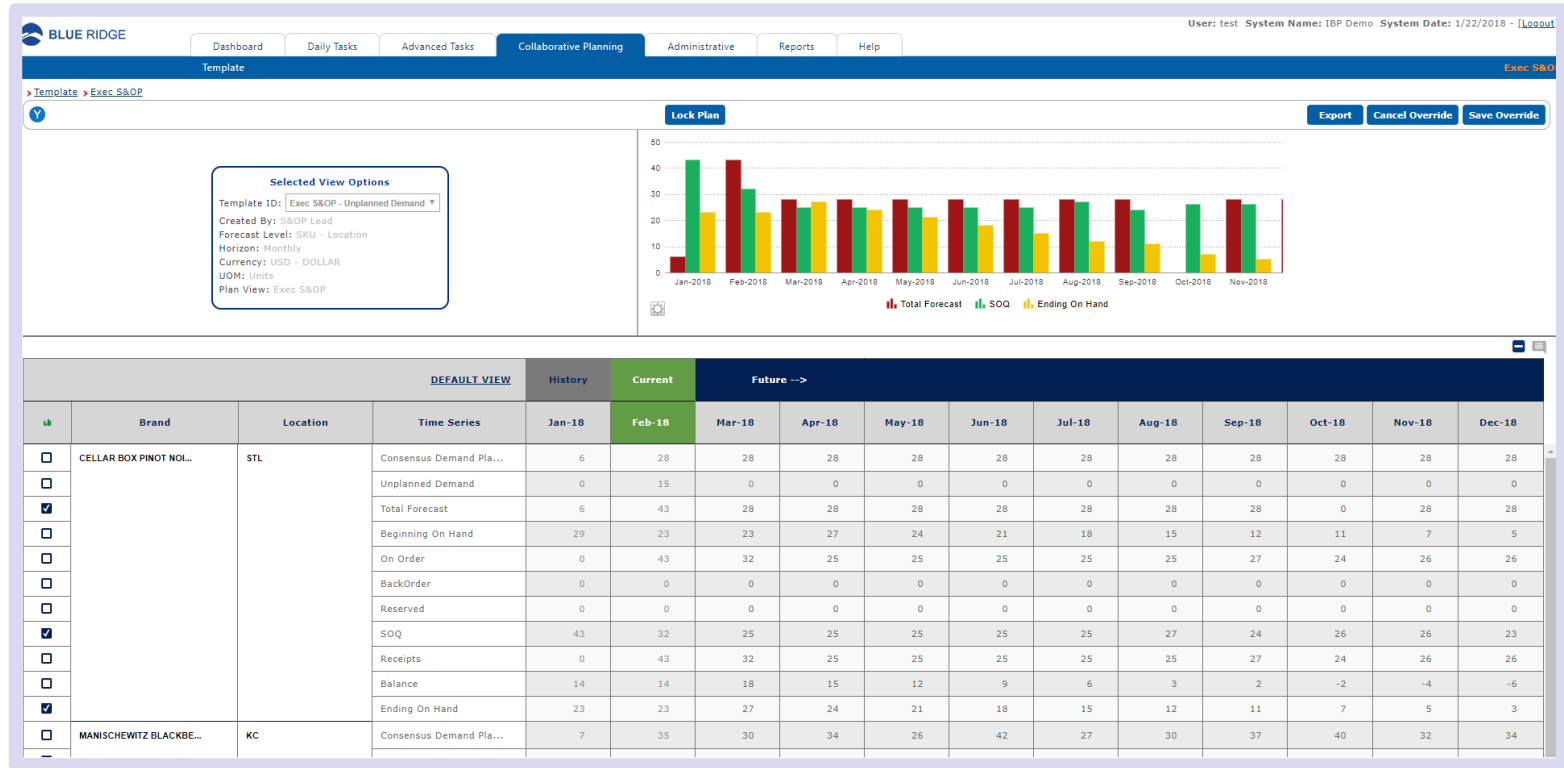 User: test System Name: IBP Demo System Date: 1/22/2018 - [Logout
BLUE RIDGE
Dashboard Daily Tasks Advanced Tasks Collaborative Planning Administrative Reports Help
Template Exec S&O
Template Exec S&OP
Y Lock Plan Export Cancel Override Save Override
Selected View Options
Template ID: Exec S&OP - Unplanned Demand
Created By: S&OP Lead
Forecast Level: SKU - Location
Horizon: Monthly
Currency: USD - DOLLAR
UOM: Units
Plan View: Exec S&OP
50
40
30
20
10
0
Jan-2018 Feb-2018 Mar-2018 Apr-2018 May-2018 Jun-2018 Jul-2018 Aug-2018 Sep-2018 Oct-2018 Nov-2018
Total Forecast SOQ Ending On Hand
DEFAULT VIEW History Current Future -->
Brand Location Time Series Jan-18 Feb-18 Mar-18 Apr-18 May-18 Jun-18 Jul-18 Aug-18 Sep-18 Oct-18 Nov-18 Dec-18
CELLAR BOX PINOT NOI... STL Consensus Demand Pla... 6 28 28 28 28 28 28 28 28 28 28 28
Unplanned Demand 0 15 0 0 0 0 0 0 0 0 0 0
Total Forecast 6 43 28 28 28 28 28 28 28 0 28 28
Beginning On Hand 29 23 23 27 24 21 18 15 12 11 7 5
On Order 0 43 32 25 25 25 25 25 27 24 26 26
BackOrder 0 0 0 0 0 0 0 0 0 0 0 0
Reserved 0 0 0 0 0 0 0 0 0 0 0 0
SOQ 43 32 25 25 25 25 25 27 24 26 26 23
Receipts 0 43 32 25 25 25 25 25 27 24 26 26
Balance 14 14 18 15 12 9 6 3 2 -2 -4 -6
Ending On Hand 23 23 27 24 21 18 15 12 11 7 5 3
MANISCHEWITZ BLACKBE... KC Consensus Demand Pla... 7 35 30 34 26 42 27 30 37 40 32 34